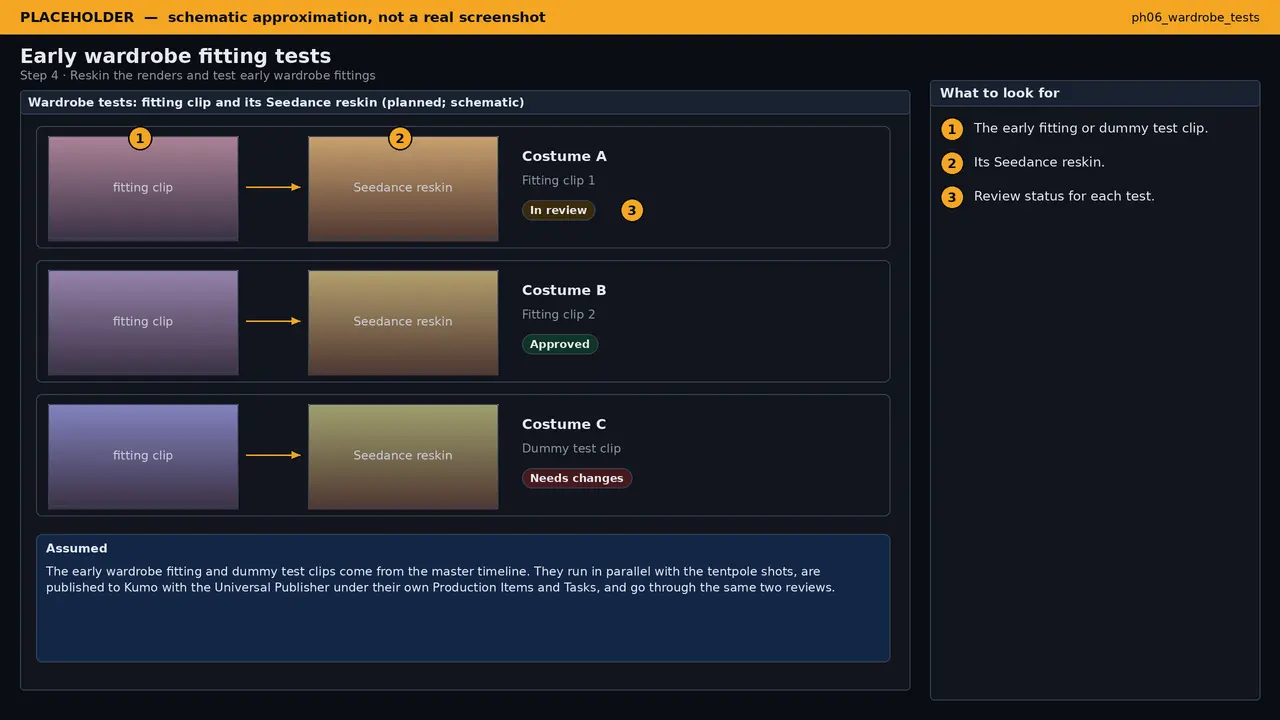 PLACEHOLDER — schematic approximation, not a real screenshot
ph06_wardrobe_tests
Early wardrobe fitting tests
Step 4 · Reskin the renders and test early wardrobe fittings
Wardrobe tests: fitting clip and its Seedance reskin (planned; schematic)
1
2
fitting clip
Seedance reskin
Costume A
Fitting clip 1
In review
3
fitting clip
Seedance reskin
Costume B
Fitting clip 2
Approved
fitting clip
Seedance reskin
Costume C
Dummy test clip
Needs changes
Assumed
The early wardrobe fitting and dummy test clips come from the master timeline. They run in parallel with the tentpole shots, are
published to Kumo with the Universal Publisher under their own Production Items and Tasks, and go through the same two reviews.
What to look for
1 The early fitting or dummy test clip.
2 Its Seedance reskin.
3 Review status for each test.